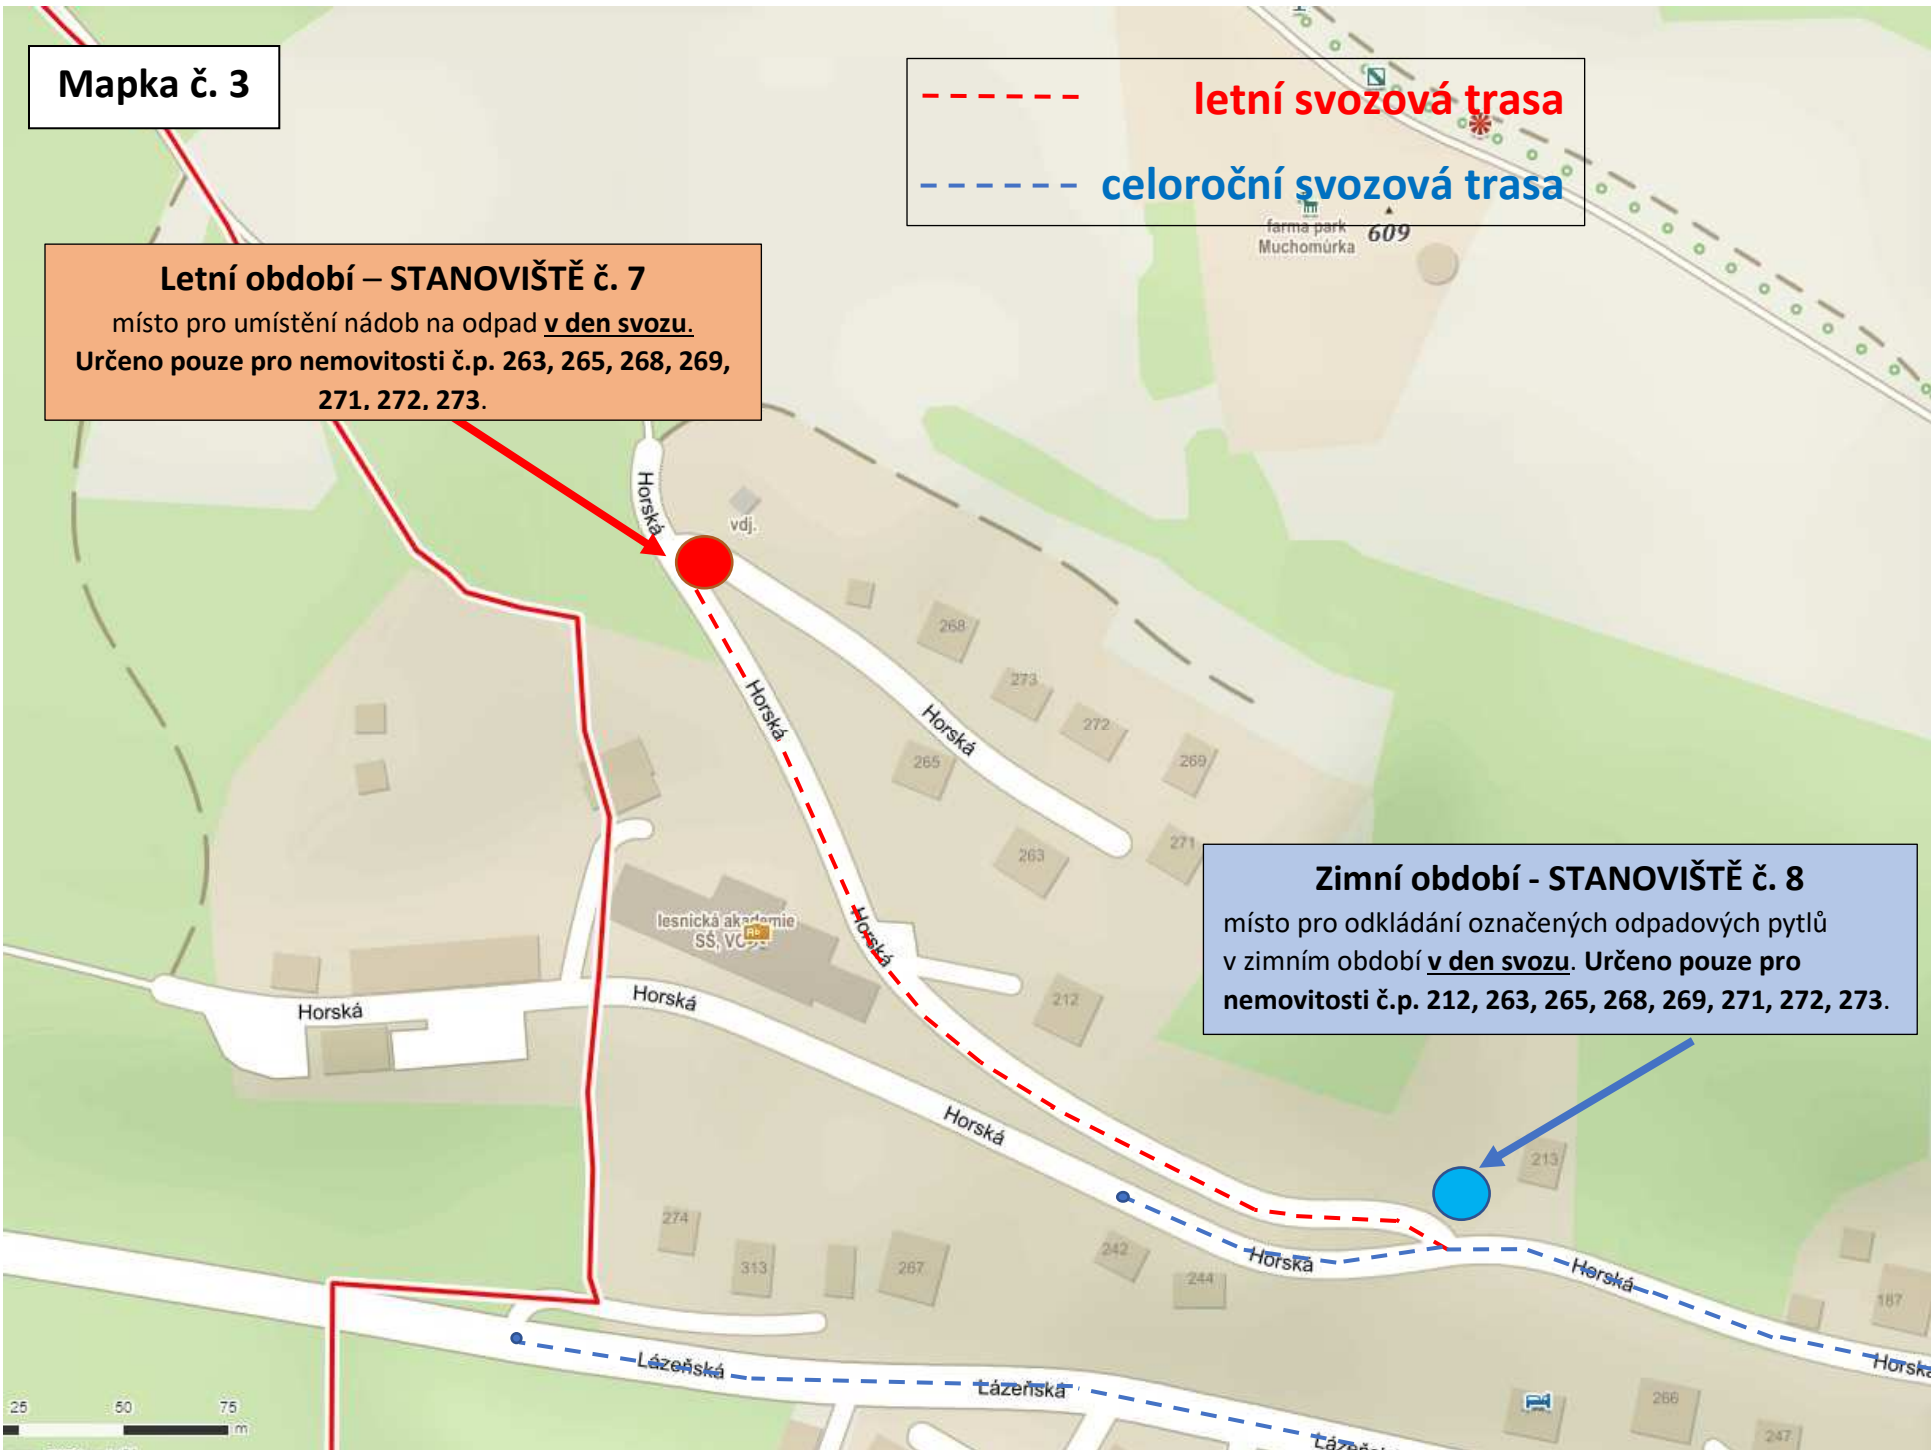 Mapka č. 3
letní svozová trasa
celoroční svozová trasa
farma park
Muchomůrka
609
Letní období – STANOVIŠTĚ č. 7
místo pro umístění nádob na odpad v den svozu.
Určeno pouze pro nemovitosti č.p. 263, 265, 268, 269,
271, 272, 273.
Horská
vdj.
268
273
Horská
Horská
272
265
269
263
271
Zimní období - STANOVIŠTĚ č. 8
místo pro odkládání označených odpadových pytlů
v zimním období v den svozu. Určeno pouze pro
nemovitosti č.p. 212, 263, 265, 268, 269, 271, 272, 273.
lesnická akademie
Horská
Horská
Horská
212
Horská
213
274
313
267
242
244
Horská
Horská
187
Lázeňská
Lázeňská
266
247
25 50 75
m